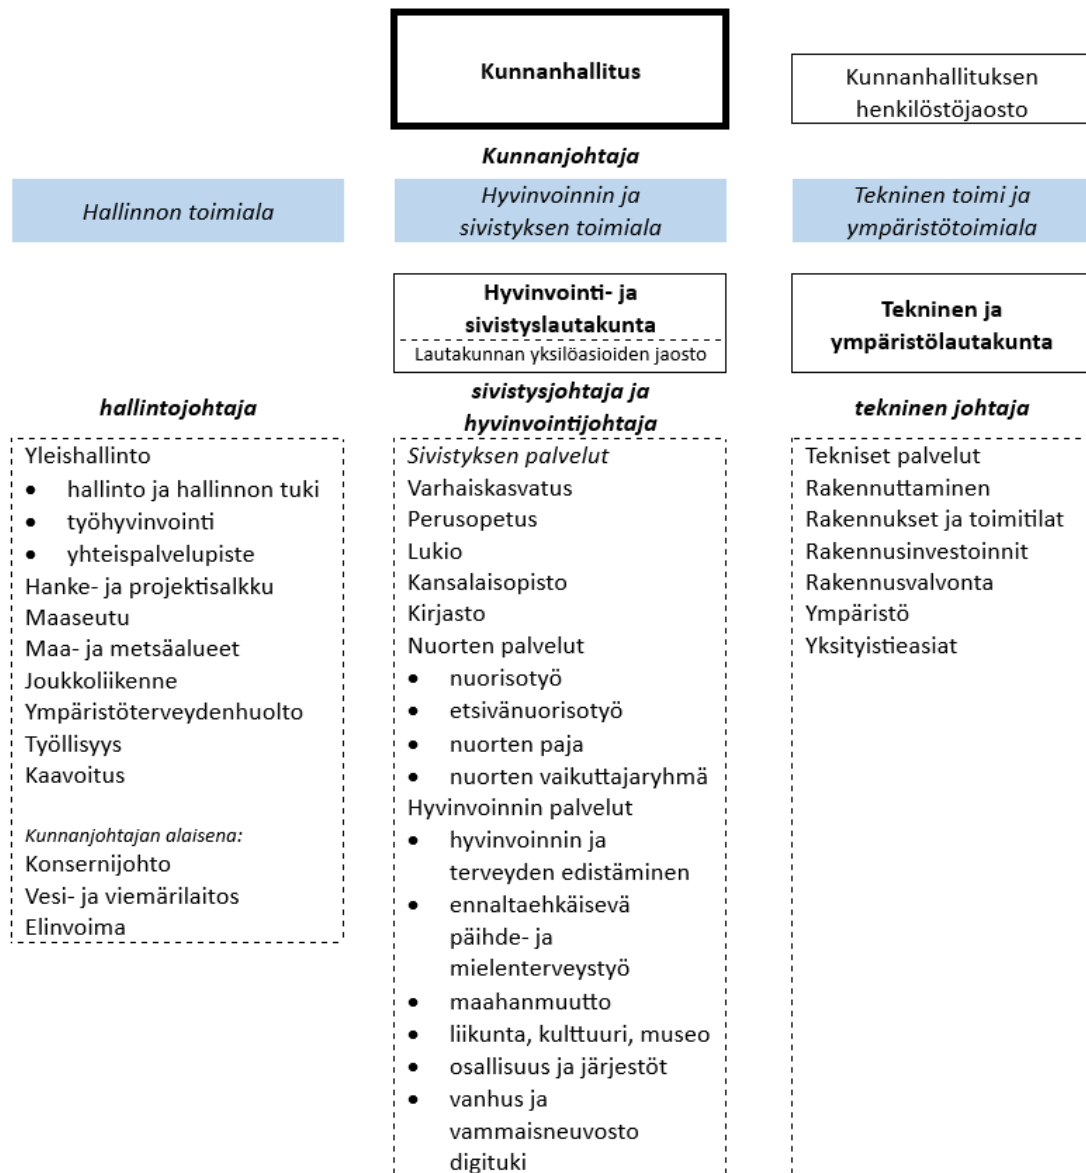 Kunnanhallitus
Kunnanhallituksen
henkilöstöjaosto
Kunnanjohtaja
Hallinnon toimiala
Hyvinvoinnin ja
sivistyksen toimiala
Tekninen toimi ja
ympäristötoimiala
Hyvinvointi- ja
sivistyslautakunta
Lautakunnan yksilöasioiden jaosto
Tekninen ja
ympäristölautakunta
hallintojohtaja
Yleishallinto
• hallinto ja hallinnon tuki
• työhyvinvointi
• yhteispalvelupiste
Hanke- ja projektisalkku
Maaseutu
Maa- ja metsäalueet
Joukkoliikenne
Ympäristöterveydenhuolto
Työllisyys
Kaavoitus
Kunnanjohtajan alaisena:
Konsernijohto
Vesi- ja viemärilaitos
Elinvoima
sivistysjohtaja ja
hyvinvointijohtaja
Sivistyksen palvelut
Varhaiskasvatus
Perusopetus
Lukio
Kansalaisopisto
Kirjasto
Nuorten palvelut
• nuorisotyö
• etsivänuorisotyö
• nuorten paja
• nuorten vaikuttajaryhmä
Hyvinvoinnin palvelut
• hyvinvoinnin ja
terveyden edistäminen
• ennaltaehkäisevä
päihde- ja
mielenterveystyö
• maahanmuutto
• liikunta, kulttuuri, museo
• osallisuus ja järjestöt
• vanhus ja
vammaisneuvosto
digituki
tekninen johtaja
Tekniset palvelut
Rakennuttaminen
Rakennukset ja toimitilat
Rakennusinvestoinnit
Rakennusvalvonta
Ympäristö
Yksityistieasiat